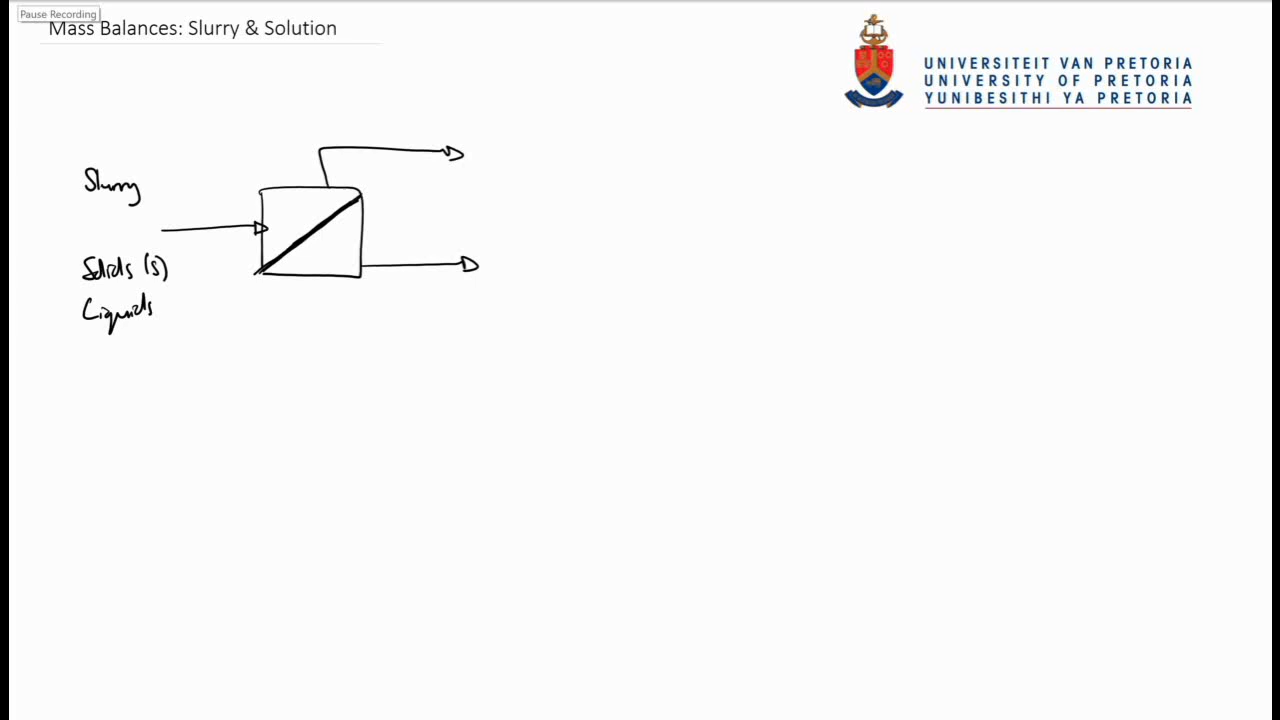 Pause Recording
Mass Balances: Slurry & Solution
UNIVERSITEIT VAN PRETORIA
UNIVERSITY OF PRETORIA
YUNIBESITHI YA PRETORIA
Slurry
Solids (s)
Liquids